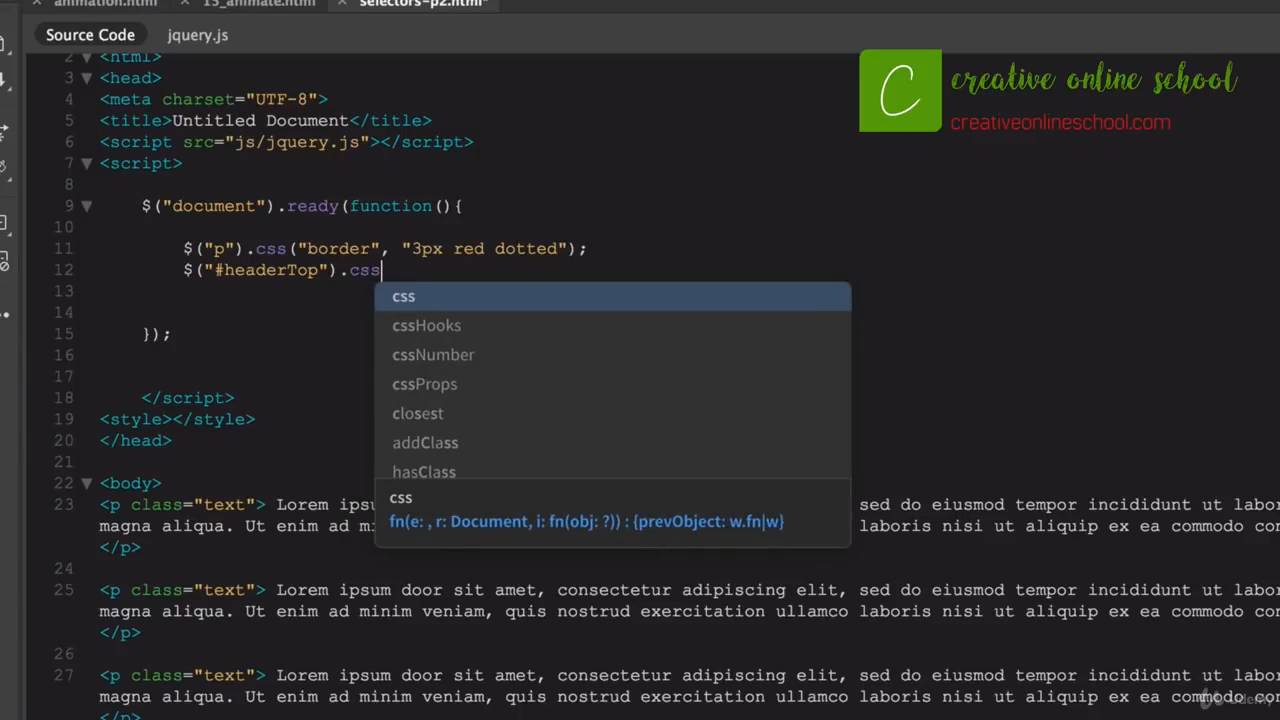 animation.html 15_animate.html selectors-p2.html*
Source Code jquery.js
creative online school
creativeonlineschool.com
2 <html>
3 <head>
4 <meta charset="UTF-8">
5 <title>Untitled Document</title>
6 <script src="js/jquery.js"></script>
7 <script>
8
9 $("document").ready(function(){
10
11 $("p").css("border", "3px red dotted");
12 $("#headerTop").css
13
14
15 });
16
17
18 </script>
19 <style></style>
20 </head>
21
22 <body>
css
cssHooks
cssNumber
cssProps
closest
addClass
hasClass
css
fn(e: , r: Document, i: fn(obj: ?)) : {prevObject: w.fn|w}
23 <p class="text"> Lorem ipsu sed do eiusmod tempor incididunt ut labor
magna aliqua. Ut enim ad mi laboris nisi ut aliquip ex ea commodo con
</p>
24
25 <p class="text"> Lorem ipsum door sit amet, consectetur adipiscing elit, sed do eiusmod tempor incididunt ut labor
magna aliqua. Ut enim ad minim veniam, quis nostrud exercitation ullamco laboris nisi ut aliquip ex ea commodo con
</p>
26
27 <p class="text"> Lorem ipsum door sit amet, consectetur adipiscing elit, sed do eiusmod tempor incididunt ut labor
magna aliqua. Ut enim ad minim veniam, quis nostrud exercitation ullamco laboris nisi ut aliquip ex ea commodo con
</p>
Udemy